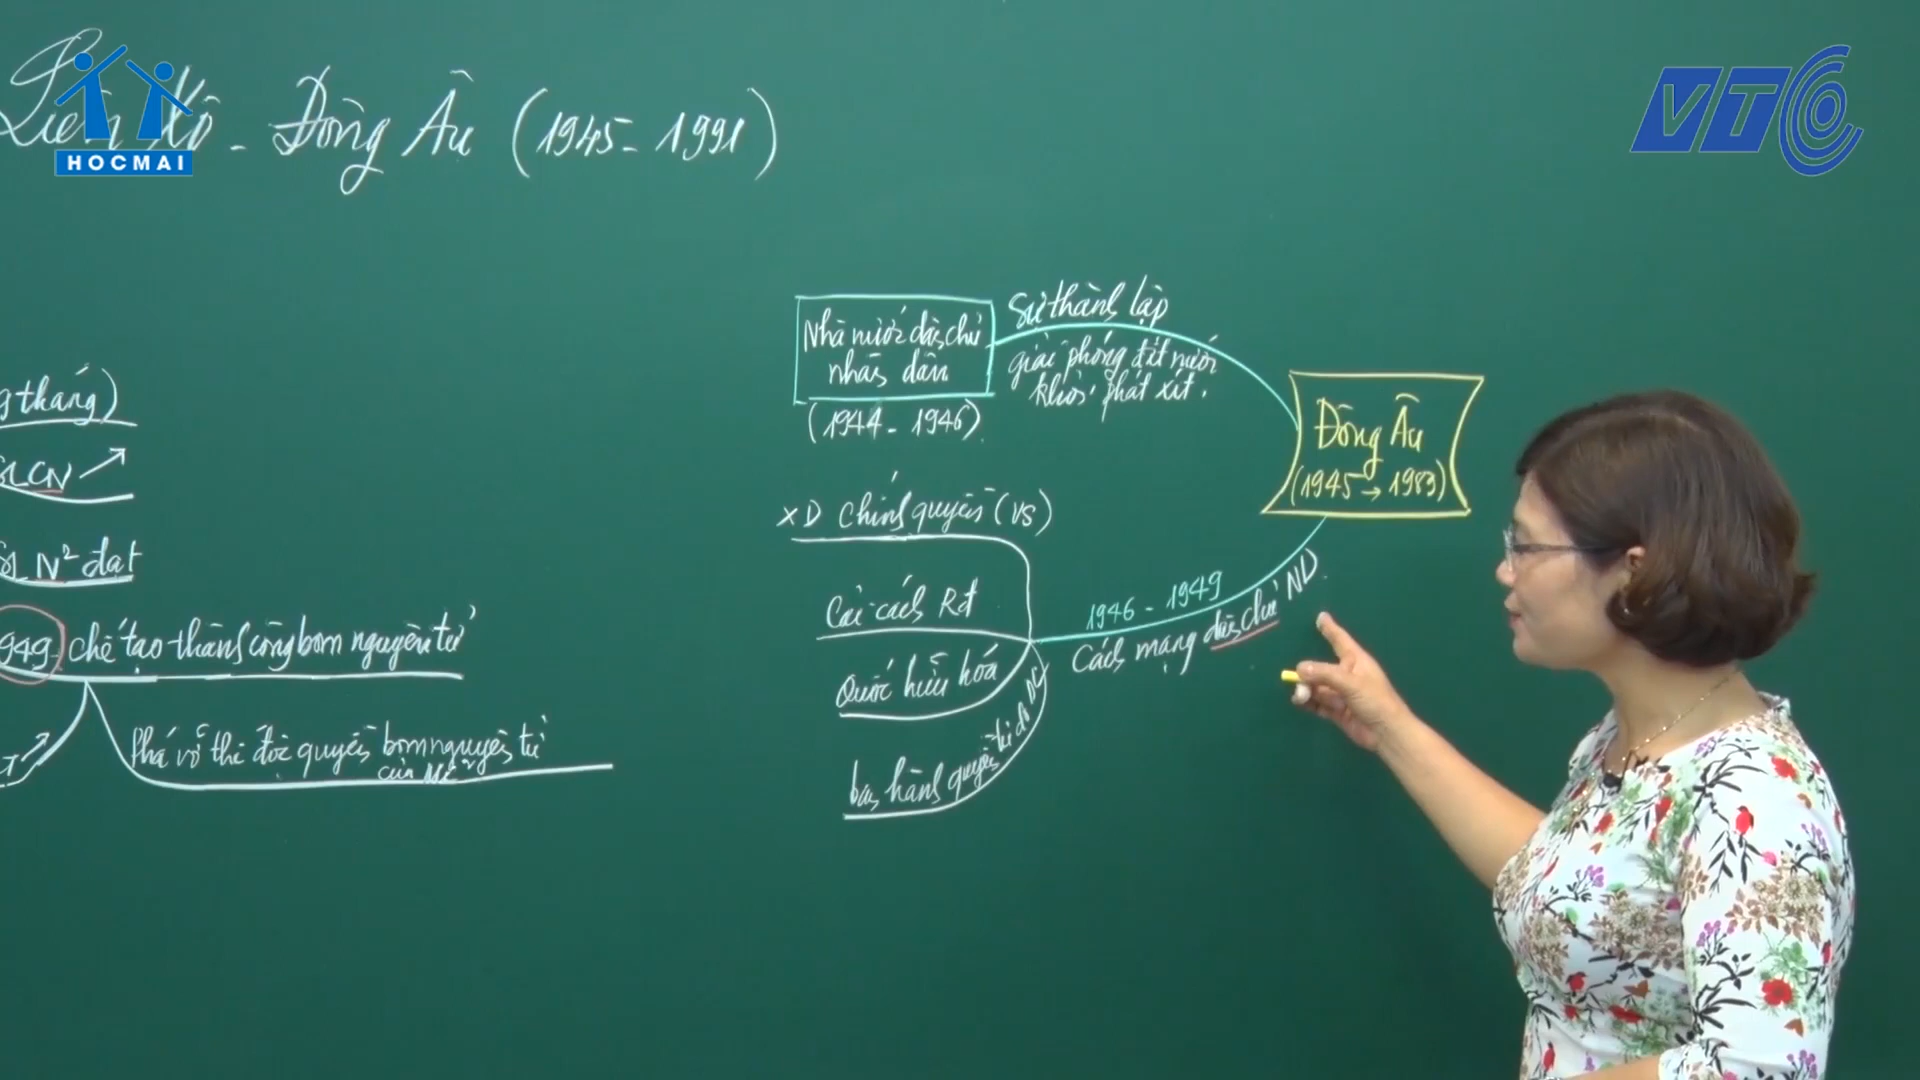 Liên Xô - Đông Âu (1945 - 1991)
HOCMAI
VTC
g tháng)
SLCN ↗
SL N² đạt
949 chế tạo thành công bom nguyên tử
Phá vỡ thế độc quyền bom nguyên tử
của Mĩ
Nhà nước dân chủ
nhân dân
(1944 - 1946)
Sự thành lập
giải phóng đất nước
khỏi phát xít.
Đông Âu
(1945 → 1983)
XD chính quyền (VS)
Cải cách Rđ
Quốc hữu hóa
ban hành quyền tự do DC
1946 - 1949
Cách mạng dân chủ ND